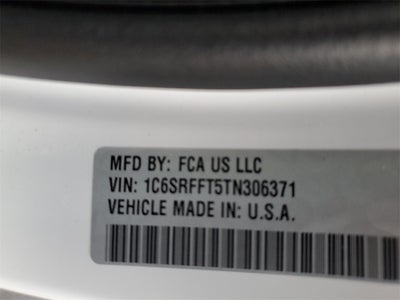 MFD BY: FCA US LLC
VIN: 1C6SRFFT5TN306371
VEHICLE MADE IN: U.S.A.